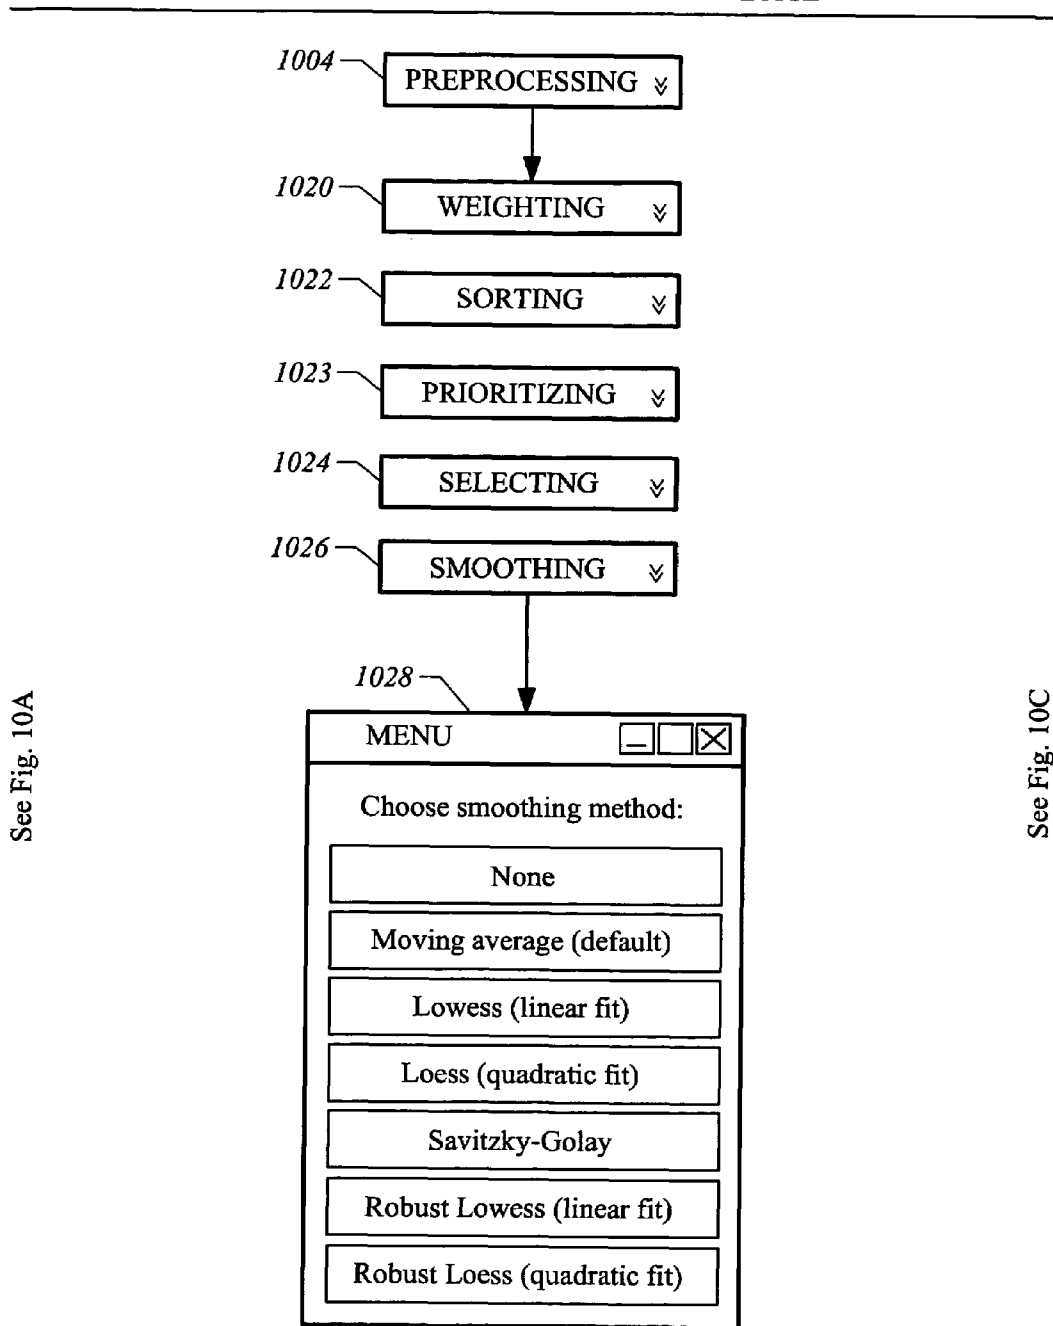 1004
PREPROCESSING
1020
WEIGHTING
1022
SORTING
1023
PRIORITIZING
1024
SELECTING
1026
SMOOTHING
1028
MENU
Choose smoothing method:
None
Moving average (default)
Lowess (linear fit)
Loess (quadratic fit)
Savitzky-Golay
Robust Lowess (linear fit)
Robust Loess (quadratic fit)
See Fig. 10A
See Fig. 10C